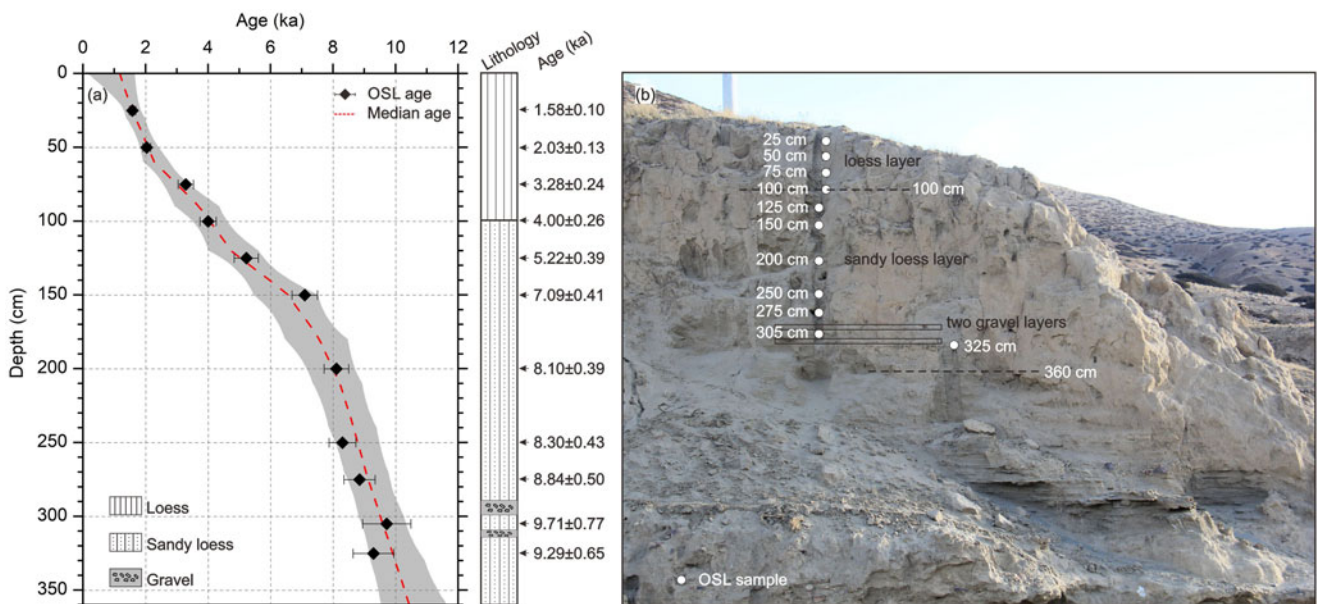 Age (ka)
0 2 4 6 8 10 12
Lithology
Age (ka)
Depth (cm)
0
50
100
150
200
250
300
350
(a)
OSL age
Median age
1.58±0.10
2.03±0.13
3.28±0.24
4.00±0.26
5.22±0.39
7.09±0.41
8.10±0.39
8.30±0.43
8.84±0.50
9.71±0.77
9.29±0.65
Loess
Sandy loess
Gravel
(b)
25 cm
50 cm
loess layer
75 cm
100 cm
100 cm
125 cm
150 cm
200 cm
sandy loess layer
250 cm
275 cm
two gravel layers
305 cm
325 cm
360 cm
OSL sample